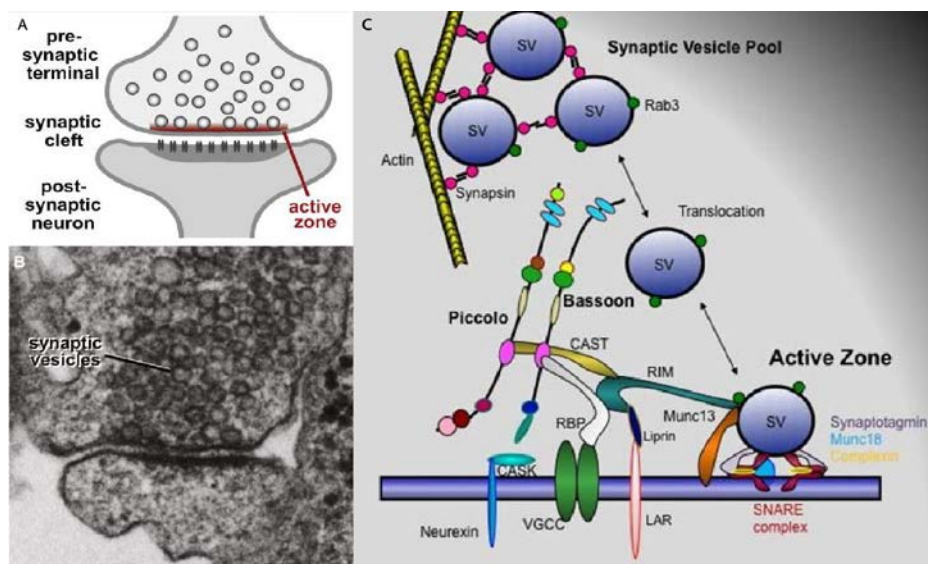 A
pre-
synaptic
terminal
synaptic
cleft
post-
synaptic
neuron
active
zone
B
synaptic
vesicles
C
SV
Synaptic Vesicle Pool
SV
Rab3
SV
Actin
Synapsin
Translocation
SV
Bassoon
Piccolo
CAST
Active Zone
RIM
Munc13
SV
RBP
Liprin
Synaptotagmin
Munc18
Complexin
CASK
Neurexin
VGCC
LAR
SNARE
complex